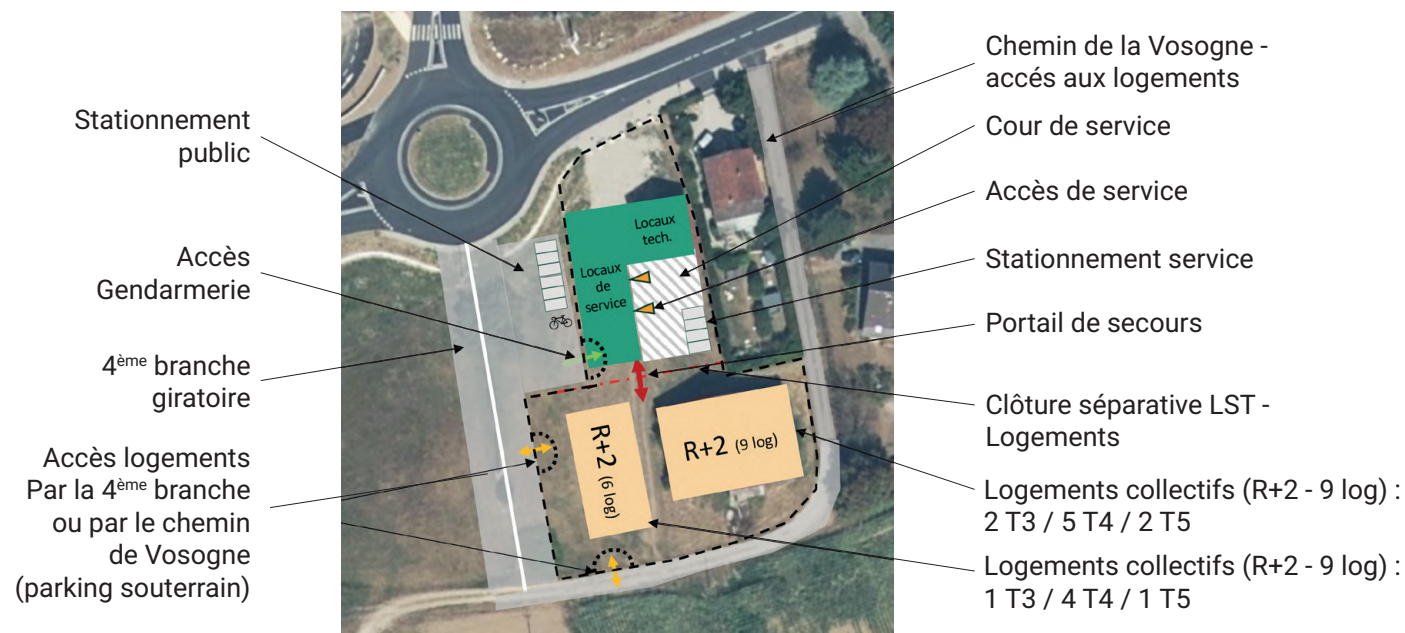 Stationnement
public
Accès
Gendarmerie
4ème branche
giratoire
Accès logements
Par la 4ème branche
ou par le chemin
de Vosogne
(parking souterrain)
Locaux
tech.
Locaux
de
service
R+2 (6 log)
R+2 (9 log)
Chemin de la Vosogne -
accés aux logements
Cour de service
Accès de service
Stationnement service
Portail de secours
Clôture séparative LST -
Logements
Logements collectifs (R+2 - 9 log) :
2 T3 / 5 T4 / 2 T5
Logements collectifs (R+2 - 9 log) :
1 T3 / 4 T4 / 1 T5